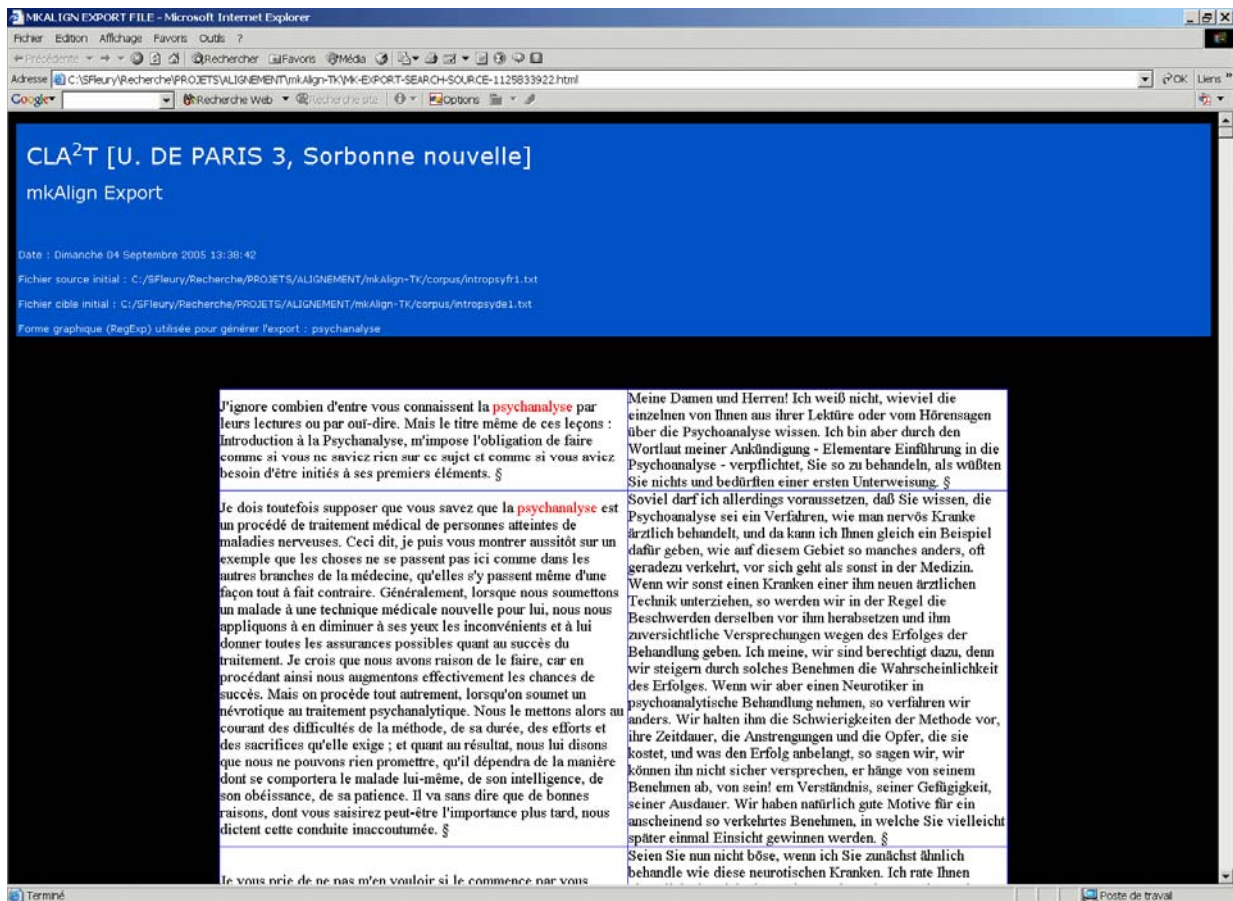 MKALIGN EXPORT FILE - Microsoft Internet Explorer
Fichier Edition Affichage Favoris Outils ?
Précédente Rechercher Favoris Média
Adresse C:\SFleury\Recherche\PROJETS\ALIGNEMENT\mkAlign-TK\MK-EXPORT-SEARCH-SOURCE-1125833922.html OK Liens "
Google Recherche Web Recherche site Options
CLA²T [U. DE PARIS 3, Sorbonne nouvelle]
mkAlign Export
Date : Dimanche 04 Septembre 2005 13:38:42
Fichier source initial : C:/SFleury/Recherche/PROJETS/ALIGNEMENT/mkAlign-TK/corpus/intropsyfr1.txt
Fichier cible initial : C:/SFleury/Recherche/PROJETS/ALIGNEMENT/mkAlign-TK/corpus/intropsyde1.txt
Forme graphique (RegExp) utilisée pour générer l'export : psychanalyse
J'ignore combien d'entre vous connaissent la psychanalyse par
leurs lectures ou par ouï-dire. Mais le titre même de ces leçons :
Introduction à la Psychanalyse, m'impose l'obligation de faire
comme si vous ne saviez rien sur ce sujet et comme si vous aviez
besoin d'être initiés à ses premiers éléments. §
Meine Damen und Herren! Ich weiß nicht, wieviel die
einzelnen von Ihnen aus ihrer Lektüre oder vom Hörensagen
über die Psychoanalyse wissen. Ich bin aber durch den
Wortlaut meiner Ankündigung - Elementare Einführung in die
Psychoanalyse - verpflichtet, Sie so zu behandeln, als wüßten
Sie nichts und bedürften einer ersten Unterweisung. §
Je dois toutefois supposer que vous savez que la psychanalyse est
un procédé de traitement médical de personnes atteintes de
maladies nerveuses. Ceci dit, je puis vous montrer aussitôt sur un
exemple que les choses ne se passent pas ici comme dans les
autres branches de la médecine, qu'elles s'y passent même d'une
façon tout à fait contraire. Généralement, lorsque nous soumettons
un malade à une technique médicale nouvelle pour lui, nous nous
appliquons à en diminuer à ses yeux les inconvénients et à lui
donner toutes les assurances possibles quant au succès du
traitement. Je crois que nous avons raison de le faire, car en
procédant ainsi nous augmentons effectivement les chances de
succès. Mais on procède tout autrement, lorsqu'on soumet un
névrotique au traitement psychanalytique. Nous le mettons alors au
courant des difficultés de la méthode, de sa durée, des efforts et
des sacrifices qu'elle exige ; et quant au résultat, nous lui disons
que nous ne pouvons rien promettre, qu'il dépendra de la manière
dont se comportera le malade lui-même, de son intelligence, de
son obéissance, de sa patience. Il va sans dire que de bonnes
raisons, dont vous saisirez peut-être l'importance plus tard, nous
dictent cette conduite inaccoutumée. §
Soviel darf ich allerdings voraussetzen, daß Sie wissen, die
Psychoanalyse sei ein Verfahren, wie man nervös Kranke
ärztlich behandelt, und da kann ich Ihnen gleich ein Beispiel
dafür geben, wie auf diesem Gebiet so manches anders, oft
geradezu verkehrt, vor sich geht als sonst in der Medizin.
Wenn wir sonst einen Kranken einer ihm neuen ärztlichen
Technik unterziehen, so werden wir in der Regel die
Beschwerden derselben vor ihm herabsetzen und ihm
zuversichtliche Versprechungen wegen des Erfolges der
Behandlung geben. Ich meine, wir sind berechtigt dazu, denn
wir steigern durch solches Benehmen die Wahrscheinlichkeit
des Erfolges. Wenn wir aber einen Neurotiker in
psychoanalytische Behandlung nehmen, so verfahren wir
anders. Wir halten ihm die Schwierigkeiten der Methode vor,
ihre Zeitdauer, die Anstrengungen und die Opfer, die sie
kostet, und was den Erfolg anbelangt, so sagen wir, wir
können ihn nicht sicher versprechen, er hänge von seinem
Benehmen ab, von sein! em Verständnis, seiner Gefügigkeit,
seiner Ausdauer. Wir haben natürlich gute Motive für ein
anscheinend so verkehrtes Benehmen, in welche Sie vielleicht
später einmal Einsicht gewinnen werden. §
Je vous prie de ne pas m'en vouloir si je commence par vous
Seien Sie nun nicht böse, wenn ich Sie zunächst ähnlich
behandle wie diese neurotischen Kranken. Ich rate Ihnen
Terminé Poste de travail